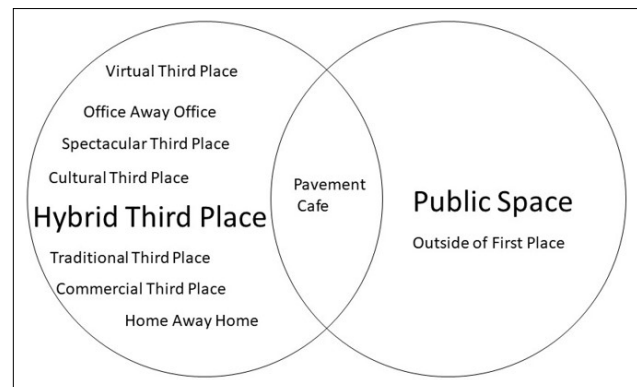 Virtual Third Place
Office Away Office
Spectacular Third Place
Cultural Third Place
Hybrid Third Place
Traditional Third Place
Commercial Third Place
Home Away Home
Pavement
Cafe
Public Space
Outside of First Place